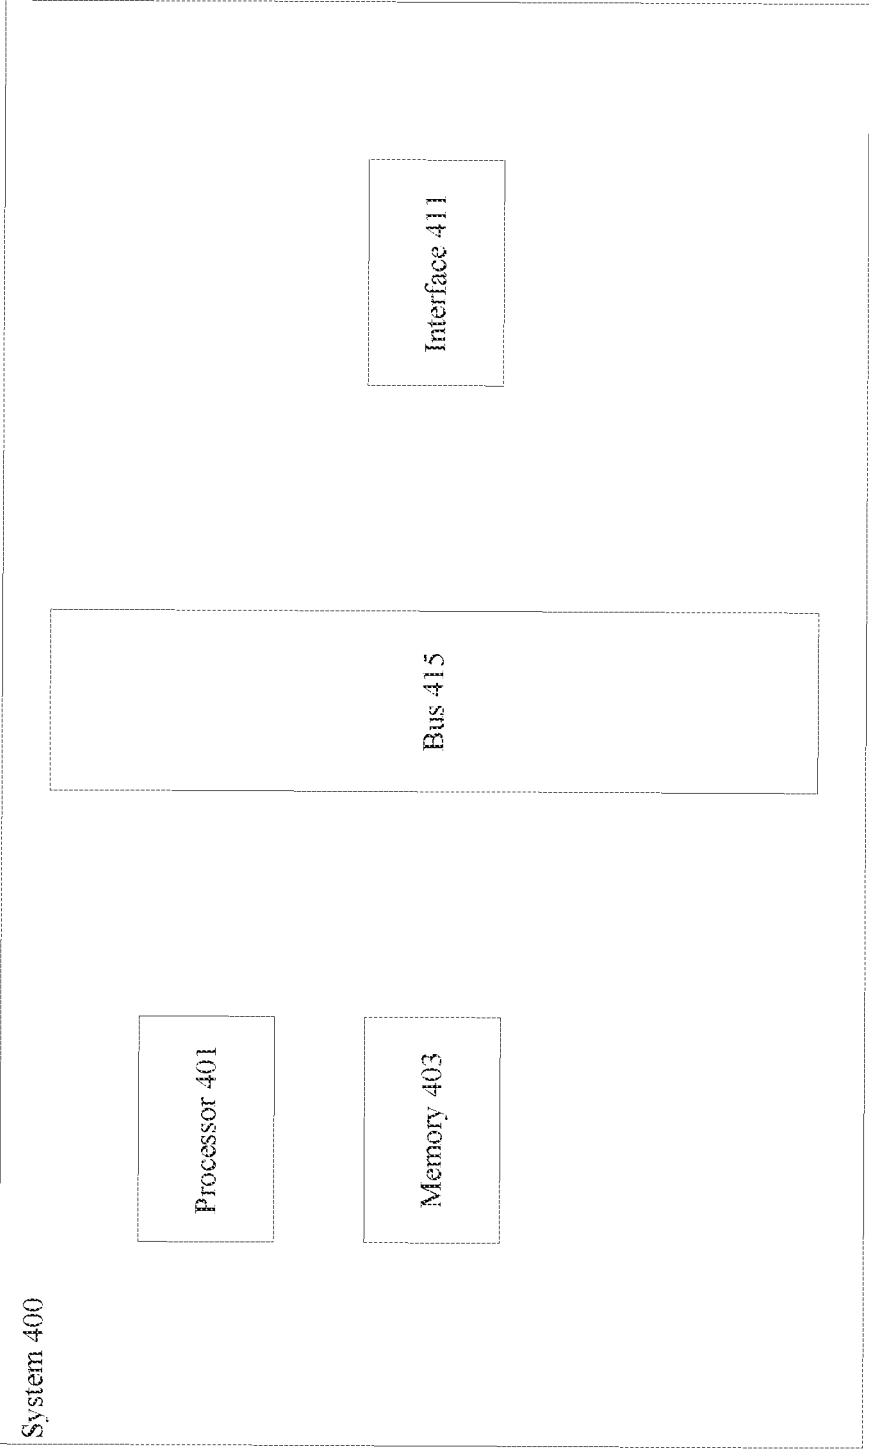 System 400
Processor 401
Memory 403
Bus 415
Interface 411